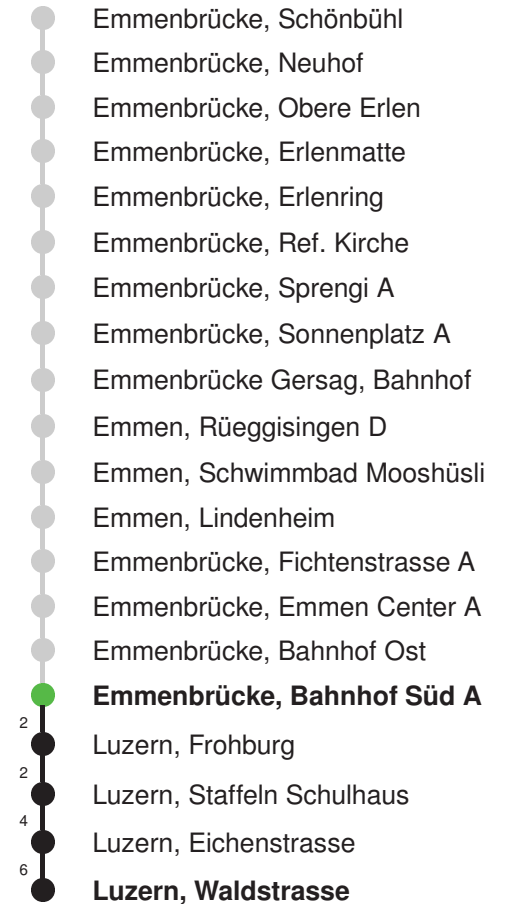 Emmenbrücke, Schönbühl
Emmenbrücke, Neuhof
Emmenbrücke, Obere Erlen
Emmenbrücke, Erlenmatte
Emmenbrücke, Erlenring
Emmenbrücke, Ref. Kirche
Emmenbrücke, Sprengi A
Emmenbrücke, Sonnenplatz A
Emmenbrücke Gersag, Bahnhof
Emmen, Rüeggisingen D
Emmen, Schwimmbad Mooshüsli
Emmen, Lindenheim
Emmenbrücke, Fichtenstrasse A
Emmenbrücke, Emmen Center A
Emmenbrücke, Bahnhof Ost
Emmenbrücke, Bahnhof Süd A
2 Luzern, Frohburg
2 Luzern, Staffeln Schulhaus
4 Luzern, Eichenstrasse
6 Luzern, Waldstrasse